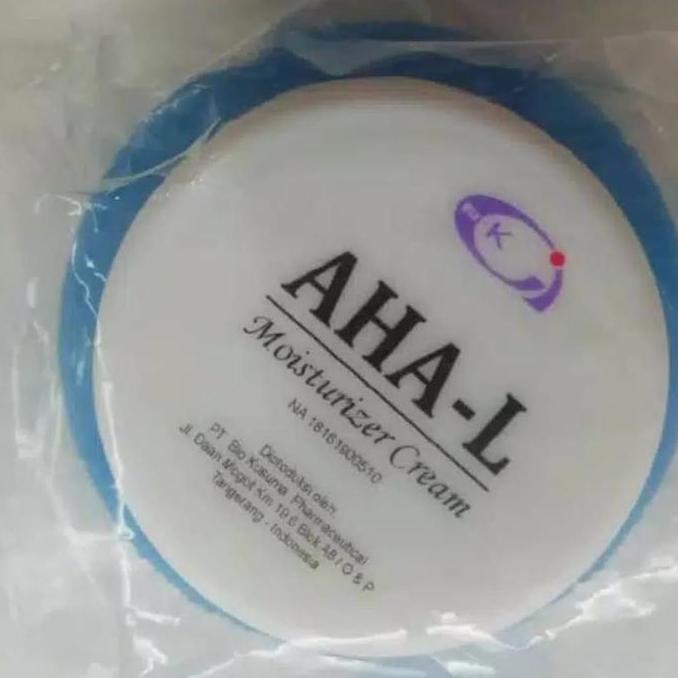 K
AHA-L
Moisturizer Cream
NA 18161900510
Diproduksi oleh:
PT. Bio Kusuma Pharmaceutical
Jl. Daan Mogot Km 19.6 Blok AB / O & P
Tangerang - Indonesia